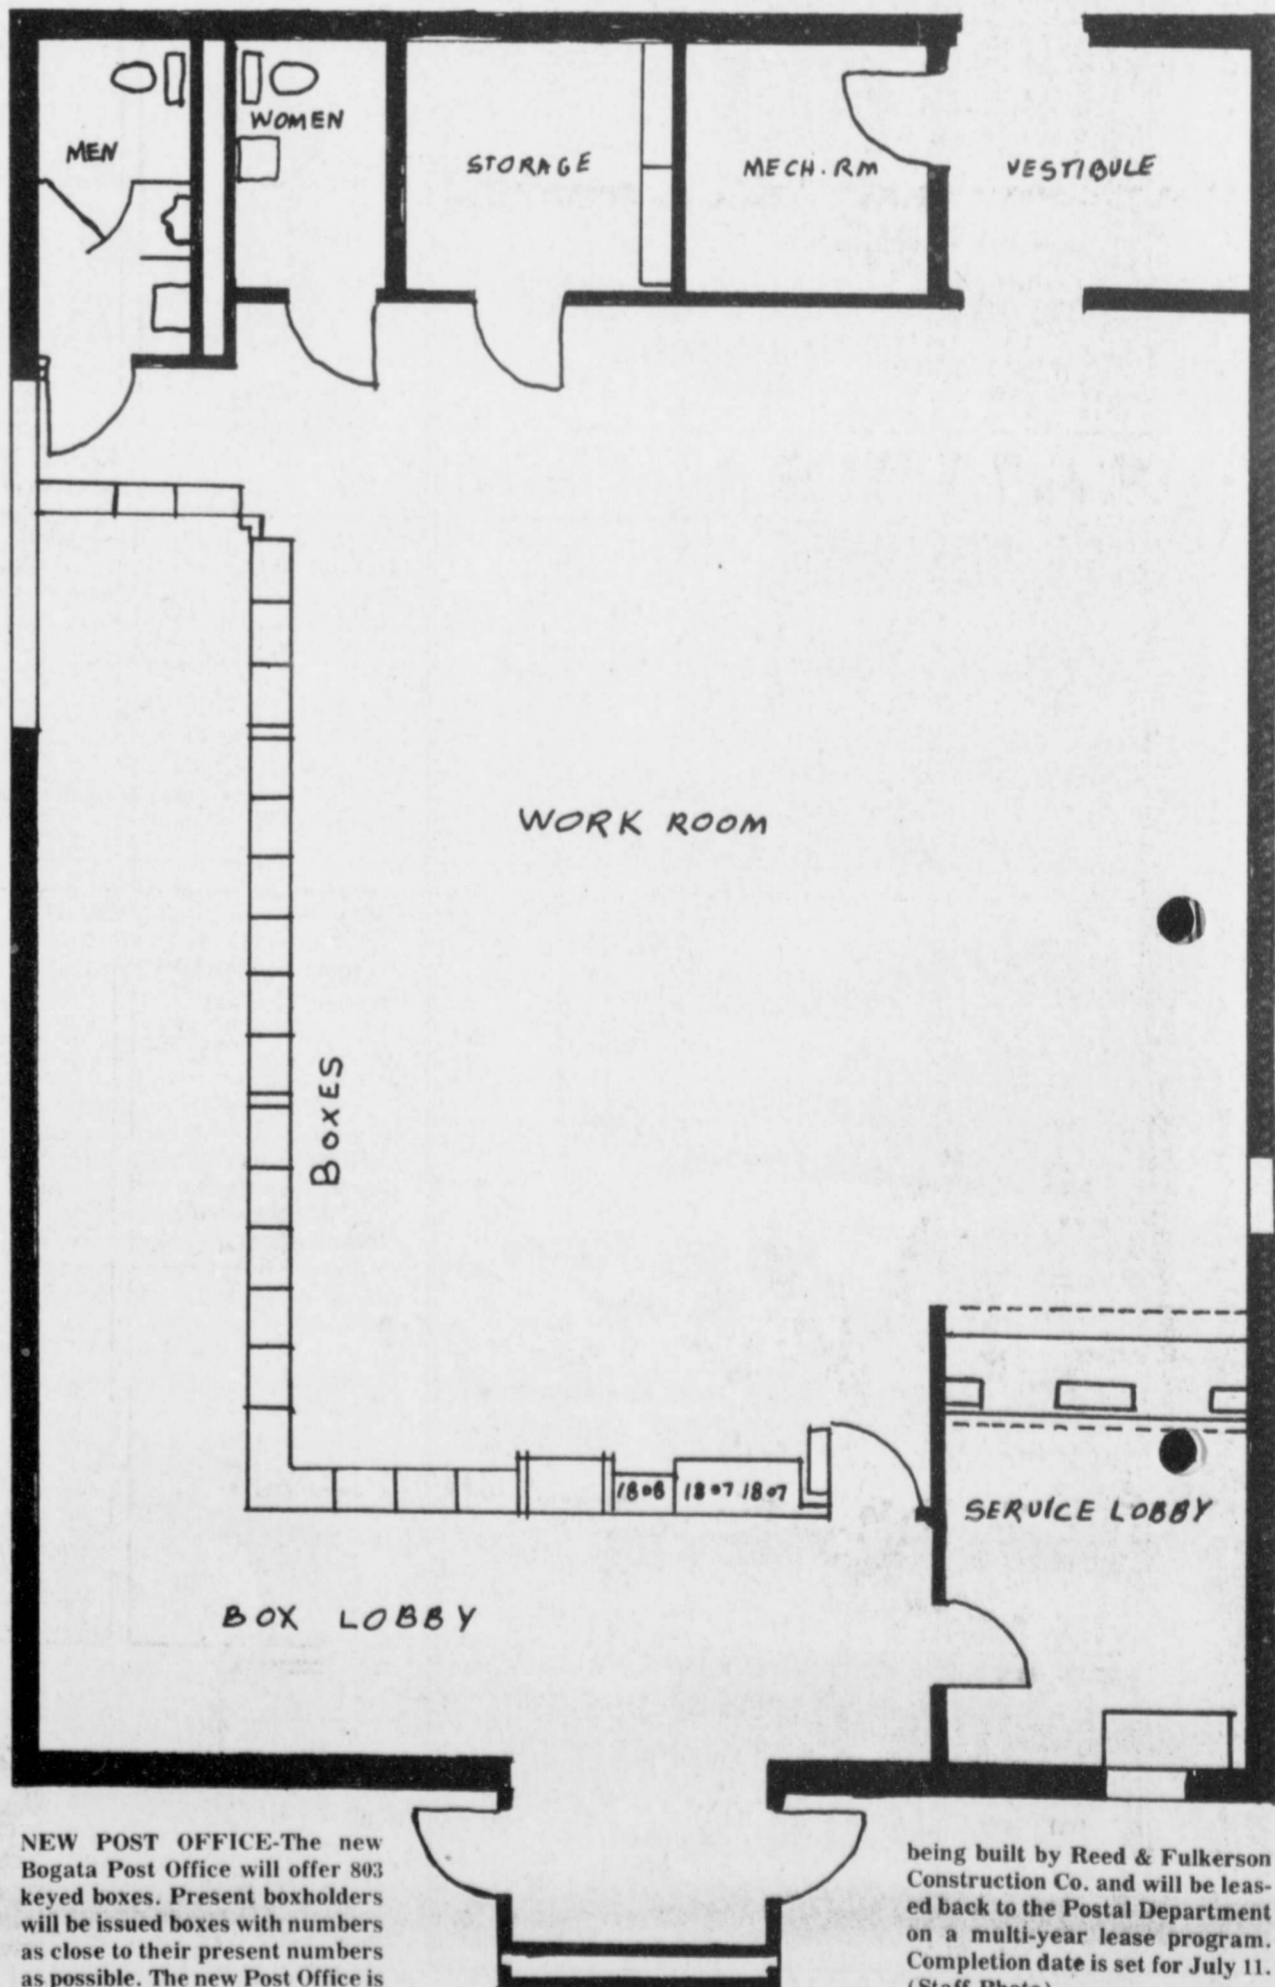 MEN
WOMEN
STORAGE
MECH. RM
VESTIBULE
WORK ROOM
BOXES
1808 1807 1807
SERVICE LOBBY
BOX LOBBY
NEW POST OFFICE-The new
Bogata Post Office will offer 803
keyed boxes. Present boxholders
will be issued boxes with numbers
as close to their present numbers
as possible. The new Post Office is
being built by Reed & Fulkerson
Construction Co. and will be leas-
ed back to the Postal Department
on a multi-year lease program.
Completion date is set for July 11.
(Staff Photo)